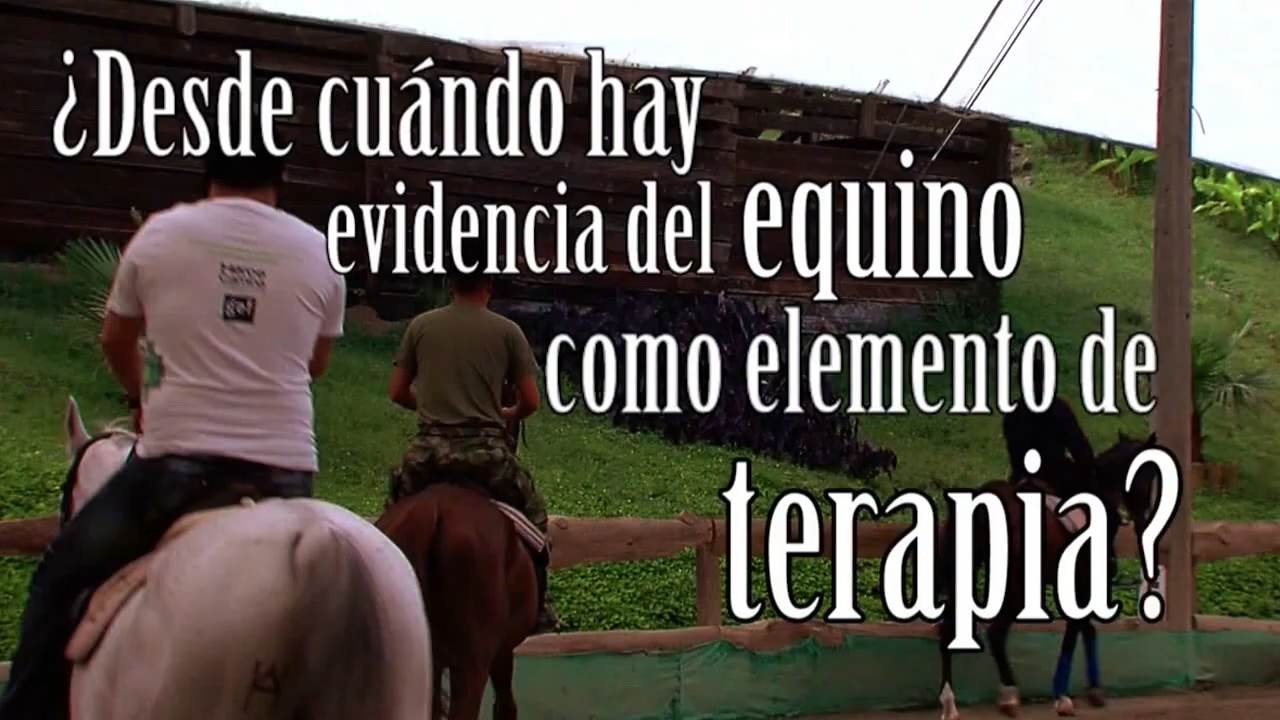 ¿Desde cuándo hay
evidencia del equino
como elemento de
terapia?